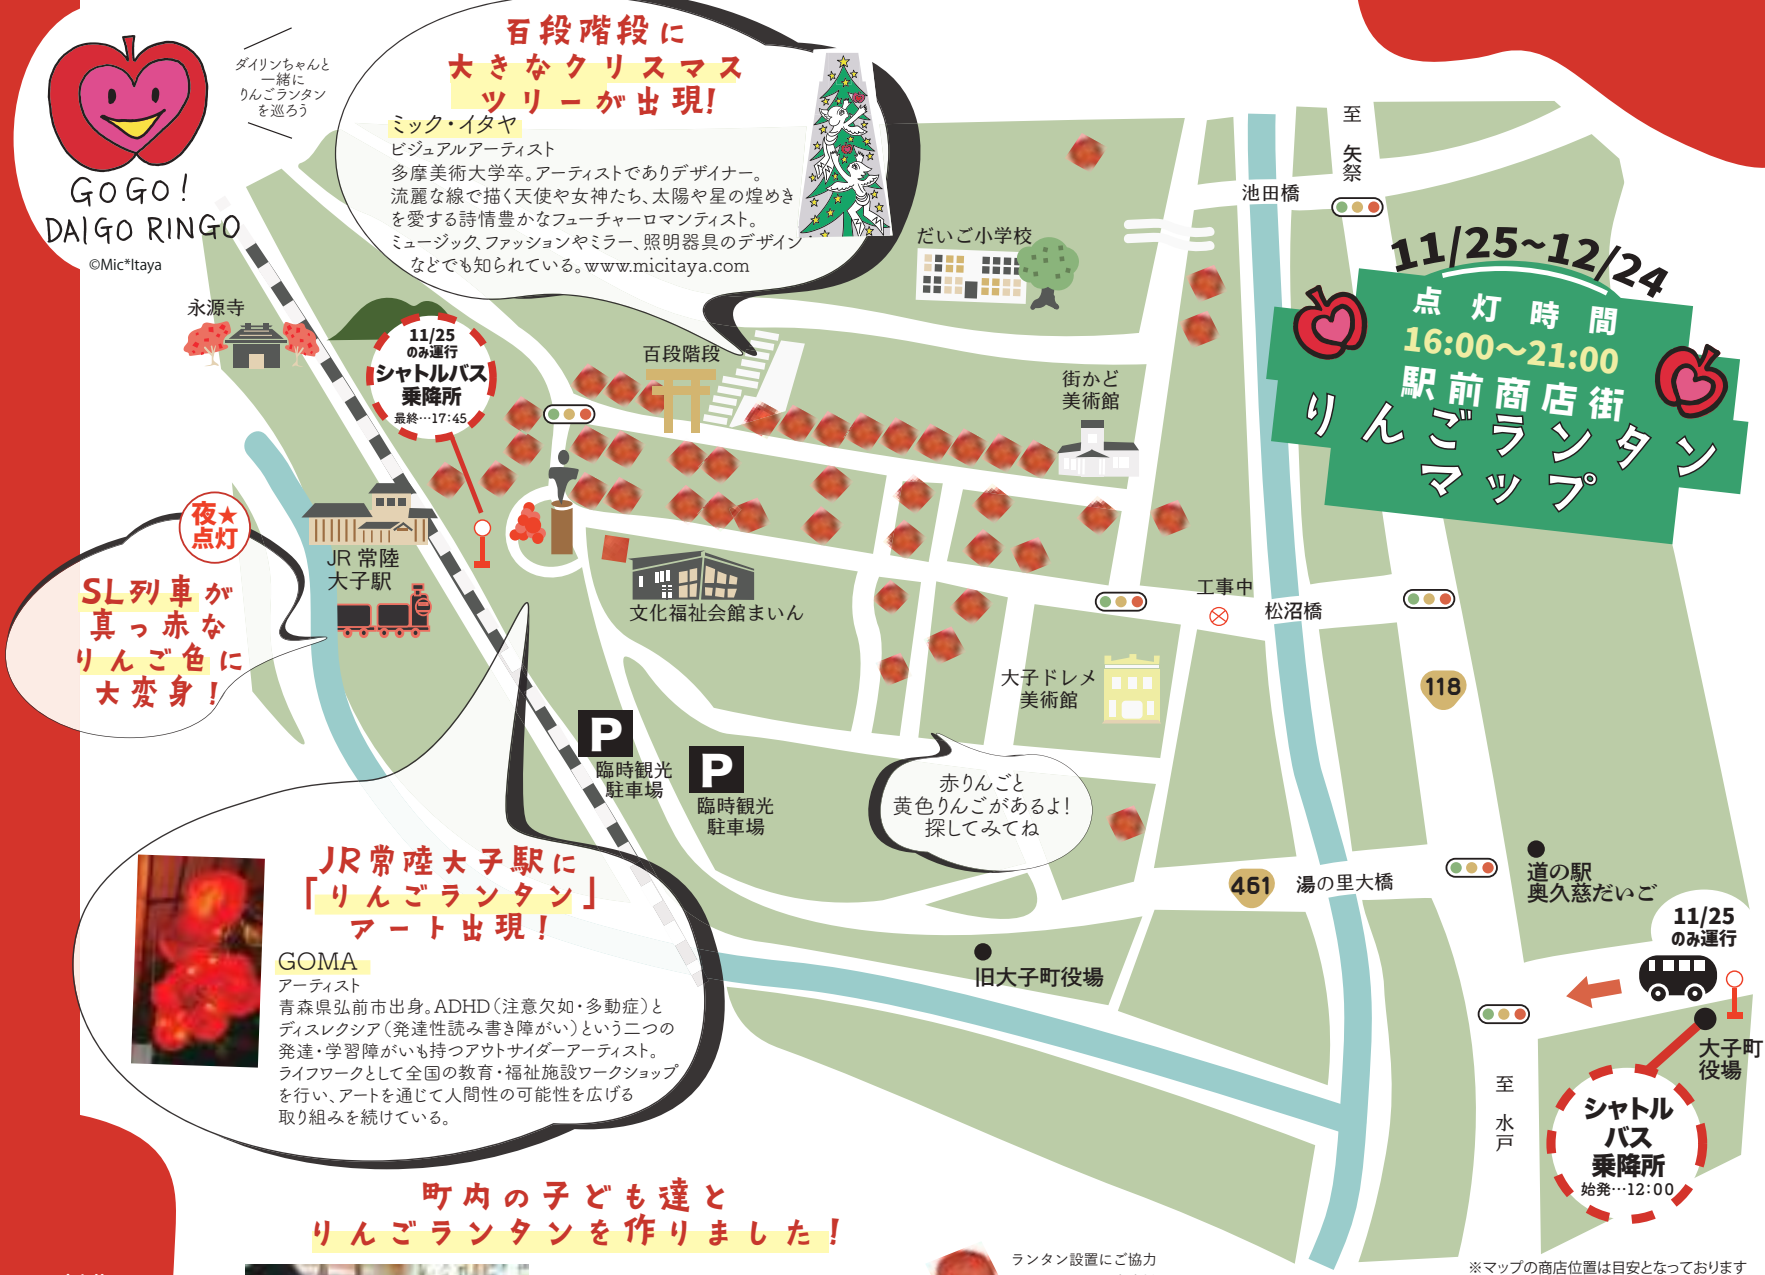 GOGO!
DAIGO RINGO
©Mic*Itaya
ダイリンちゃんと
一緒に
りんごランタン
を巡ろう
百段階段に
大きなクリスマス
ツリーが出現!
ミック・イタヤ
ビジュアルアーティスト
多摩美術大学卒。アーティストでありデザイナー。
流麗な線で描く天使や女神たち、太陽や星の煌めき
を愛する詩情豊かなフューチャーロマンティスト。
ミュージック、ファッションやミラー、照明器具のデザイン
などでも知られている。www.micitaya.com
至 矢祭
池田橋
だいご小学校
11/25~12/24
点灯時間
16:00〜21:00
駅前商店街
りんごランタン
マップ
永源寺
11/25
のみ運行
シャトルバス
乗降所
最終…17:45
百段階段
街かど
美術館
夜★
点灯
SL列車が
真っ赤な
りんご色に
大変身!
JR 常陸
大子駅
文化福祉会館まいん
工事中
松沼橋
大子ドレメ
美術館
118
P
臨時観光
駐車場
P
臨時観光
駐車場
赤りんごと
黄色りんごがあるよ!
探してみてね
461
湯の里大橋
道の駅
奥久慈だいご
JR常陸大子駅に
「りんごランタン」
アート出現!
GOMA
アーティスト
青森県弘前市出身。ADHD（注意欠如・多動症）と
ディスレクシア（発達性読み書き障がい）という二つの
発達・学習障がいも持つアウトサイダーアーティスト。
ライフワークとして全国の教育・福祉施設ワークショップ
を行い、アートを通じて人間性の可能性を広げる
取り組みを続けている。
旧大子町役場
11/25
のみ運行
大子町
役場
至 水戸
シャトル
バス
乗降所
始発…12:00
町内の子ども達と
りんごランタンを作りました!
ランタン設置にご協力
※マップの商店位置は目安となっております